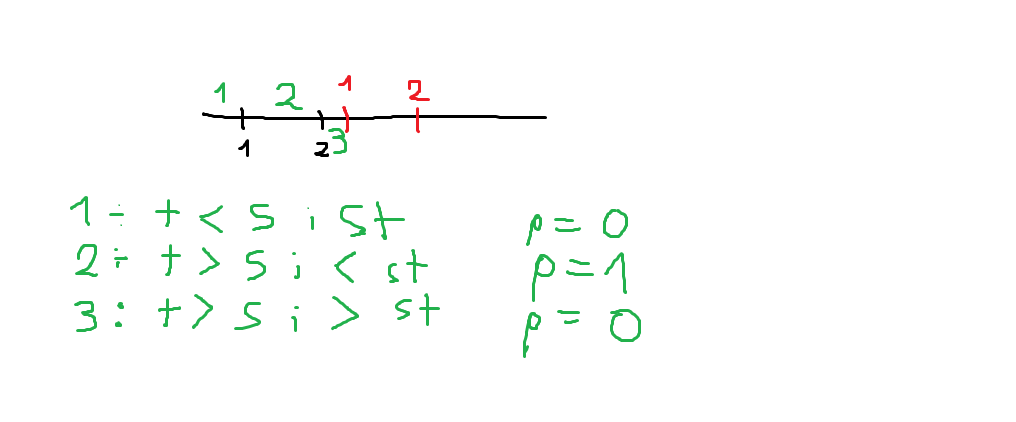 1 2 1 2
1 2 3
1 : t < s i st p = 0
2 : t > s i < st p = 1
3 : t > s i > st p = 0